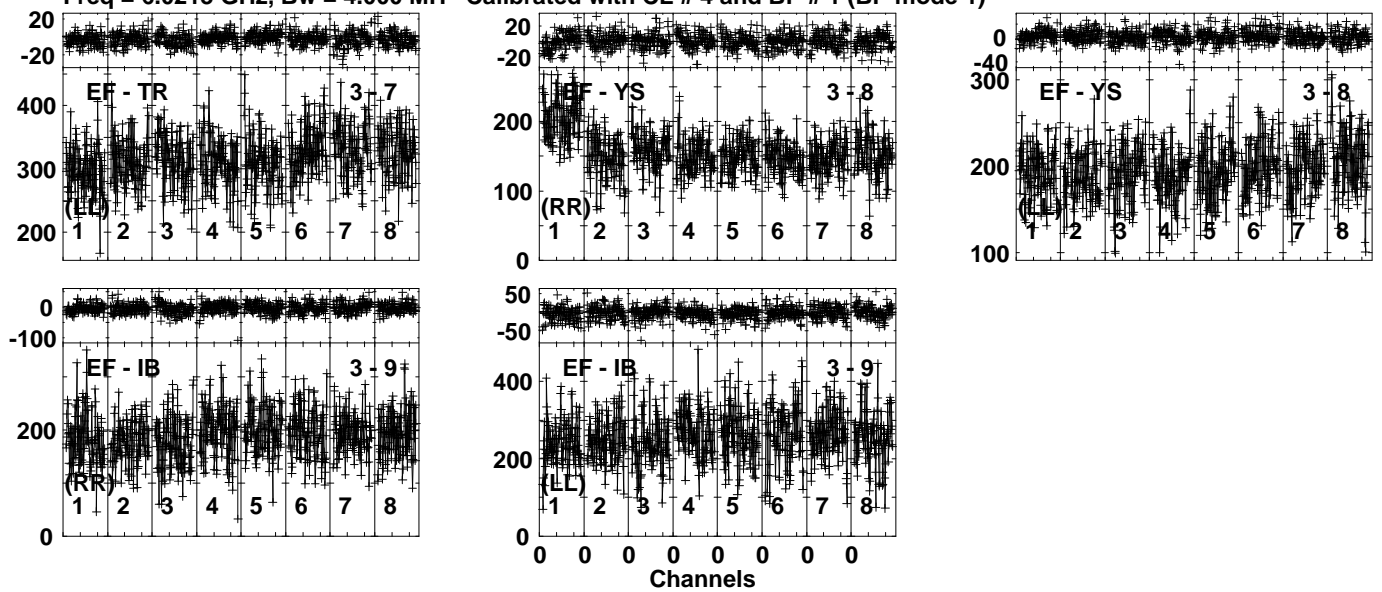 Calibrated with CL # 4 and BP # 1 (BP mode 1)
20
-20
EF - TR 3 - 7
400
300
200
(LL)
1 2 3 4 5 6 7 8
20
-20
EF - YS 3 - 8
200
100
0
(RR)
1 2 3 4 5 6 7 8
0
-40
300
EF - YS 3 - 8
200
100
(LL)
1 2 3 4 5 6 7 8
0
-100
EF - IB 3 - 9
200
0
(RR)
1 2 3 4 5 6 7 8
50
-50
EF - IB 3 - 9
400
200
0
(LL)
1 2 3 4 5 6 7 8
0 0 0 0 0 0 0 0
Channels